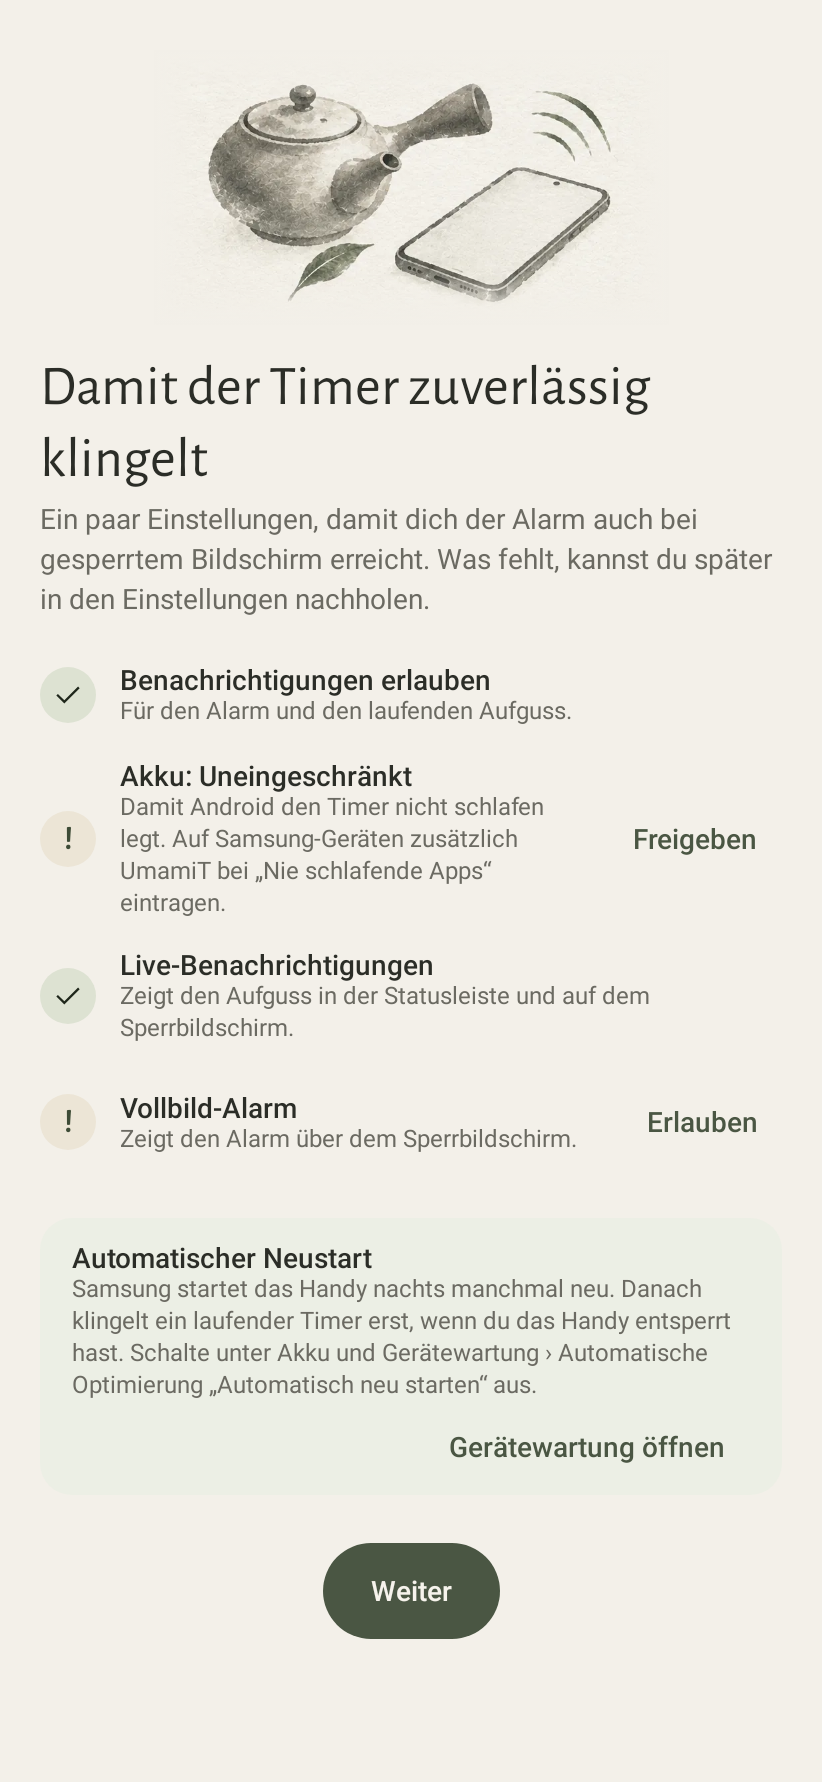 Damit der Timer zuverlässig
klingelt
Ein paar Einstellungen, damit dich der Alarm auch bei
gesperrtem Bildschirm erreicht. Was fehlt, kannst du später
in den Einstellungen nachholen.
Benachrichtigungen erlauben
Für den Alarm und den laufenden Aufguss.
Akku: Uneingeschränkt
Damit Android den Timer nicht schlafen
legt. Auf Samsung-Geräten zusätzlich
UmamiT bei „Nie schlafende Apps“
eintragen.
!
Freigeben
Live-Benachrichtigungen
Zeigt den Aufguss in der Statusleiste und auf dem
Sperrbildschirm.
!
Vollbild-Alarm
Zeigt den Alarm über dem Sperrbildschirm.
Erlauben
Automatischer Neustart
Samsung startet das Handy nachts manchmal neu. Danach
klingelt ein laufender Timer erst, wenn du das Handy entsperrt
hast. Schalte unter Akku und Gerätewartung › Automatische
Optimierung „Automatisch neu starten“ aus.
Gerätewartung öffnen
Weiter